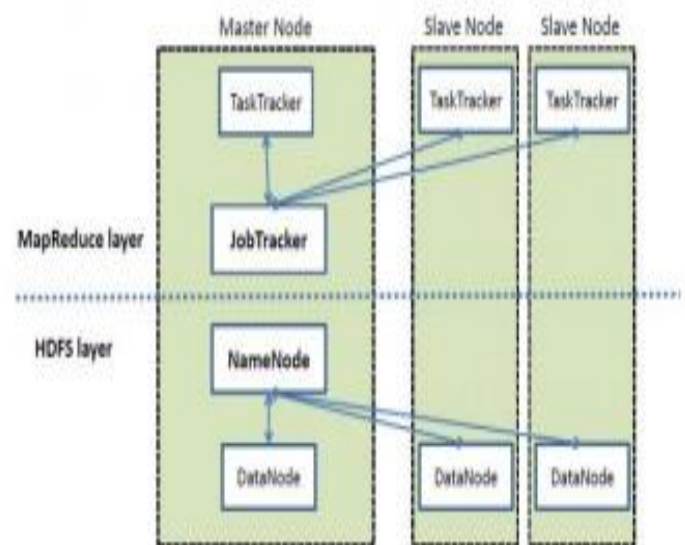 Master Node
Slave Node
Slave Node
TaskTracker
TaskTracker
TaskTracker
MapReduce layer
JobTracker
HDFS layer
NameNode
DataNode
DataNode
DataNode